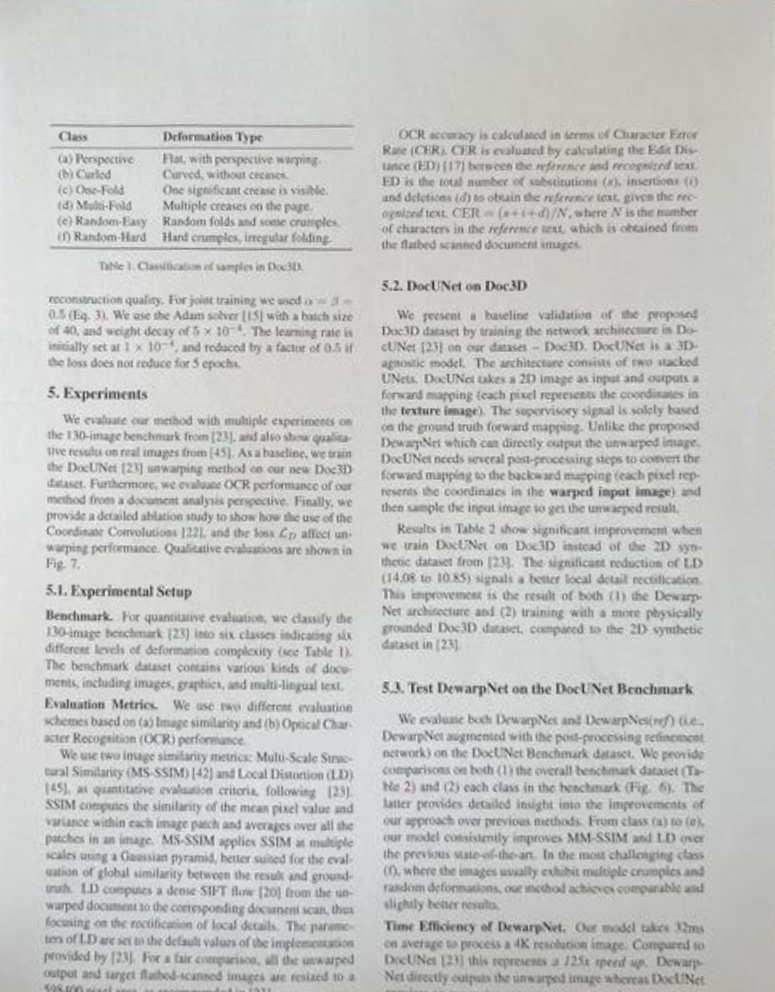 Class Deformation Type
(a) Perspective Flat, with perspective warping.
(b) Curled Curved, without creases.
(c) One-Fold One significant crease is visible.
(d) Multi-Fold Multiple creases on the page.
(e) Random-Easy Random folds and some crumples.
(f) Random-Hard Hard crumples, irregular folding.
Table 1. Classification of samples in Doc3D.
reconstruction quality. For joint training we used α = β =
0.5 (Eq. 3). We use the Adam solver [15] with a batch size
of 40, and weight decay of 5 × 10⁻⁴. The learning rate is
initially set at 1 × 10⁻⁴, and reduced by a factor of 0.5 if
the loss does not reduce for 5 epochs.
5. Experiments
We evaluate our method with multiple experiments on
the 130-image benchmark from [23], and also show qualita-
tive results on real images from [45]. As a baseline, we train
the DocUNet [23] unwarping method on our new Doc3D
dataset. Furthermore, we evaluate OCR performance of our
method from a document analysis perspective. Finally, we
provide a detailed ablation study to show how the use of the
Coordinate Convolutions [22], and the loss L_D affect un-
warping performance. Qualitative evaluations are shown in
Fig. 7.
5.1. Experimental Setup
Benchmark. For quantitative evaluation, we classify the
130-image benchmark [23] into six classes indicating six
different levels of deformation complexity (see Table 1).
The benchmark dataset contains various kinds of docu-
ments, including images, graphics, and multi-lingual text.
Evaluation Metrics. We use two different evaluation
schemes based on (a) Image similarity and (b) Optical Char-
acter Recognition (OCR) performance.
We use two image similarity metrics: Multi-Scale Struc-
tural Similarity (MS-SSIM) [42] and Local Distortion (LD)
[45], as quantitative evaluation criteria, following [23].
SSIM computes the similarity of the mean pixel value and
variance within each image patch and averages over all the
patches in an image. MS-SSIM applies SSIM at multiple
scales using a Gaussian pyramid, better suited for the eval-
uation of global similarity between the result and ground-
truth. LD computes a dense SIFT flow [20] from the un-
warped document to the corresponding document scan, thus
focusing on the rectification of local details. The parame-
ters of LD are set to the default values of the implementation
provided by [23]. For a fair comparison, all the unwarped
output and target flatbed-scanned images are resized to a
OCR accuracy is calculated in terms of Character Error
Rate (CER). CER is evaluated by calculating the Edit Dis-
tance (ED) [17] between the reference and recognized text.
ED is the total number of substitutions (s), insertions (i)
and deletions (d) to obtain the reference text, given the rec-
ognized text. CER = (s+i+d)/N, where N is the number
of characters in the reference text, which is obtained from
the flatbed scanned document images.
5.2. DocUNet on Doc3D
We present a baseline validation of the proposed
Doc3D dataset by training the network architecture in Do-
cUNet [23] on our dataset – Doc3D. DocUNet is a 3D-
agnostic model. The architecture consists of two stacked
UNets. DocUNet takes a 2D image as input and outputs a
forward mapping (each pixel represents the coordinates in
the texture image). The supervisory signal is solely based
on the ground truth forward mapping. Unlike the proposed
DewarpNet which can directly output the unwarped image,
DocUNet needs several post-processing steps to convert the
forward mapping to the backward mapping (each pixel rep-
resents the coordinates in the warped input image) and
then sample the input image to get the unwarped result.
Results in Table 2 show significant improvement when
we train DocUNet on Doc3D instead of the 2D syn-
thetic dataset from [23]. The significant reduction of LD
(14.08 to 10.85) signals a better local detail rectification.
This improvement is the result of both (1) the Dewarp-
Net architecture and (2) training with a more physically
grounded Doc3D dataset, compared to the 2D synthetic
dataset in [23].
5.3. Test DewarpNet on the DocUNet Benchmark
We evaluate both DewarpNet and DewarpNet(ref) (i.e.,
DewarpNet augmented with the post-processing refinement
network) on the DocUNet Benchmark dataset. We provide
comparisons on both (1) the overall benchmark dataset (Ta-
ble 2) and (2) each class in the benchmark (Fig. 6). The
latter provides detailed insight into the improvements of
our approach over previous methods. From class (a) to (e),
our model consistently improves MM-SSIM and LD over
the previous state-of-the-art. In the most challenging class
(f), where the images usually exhibit multiple crumples and
random deformations, our method achieves comparable and
slightly better results.
Time Efficiency of DewarpNet. Our model takes 32ms
on average to process a 4K resolution image. Compared to
DocUNet [23] this represents a 125x speed up. Dewarp-
Net directly outputs the unwarped image whereas DocUNet